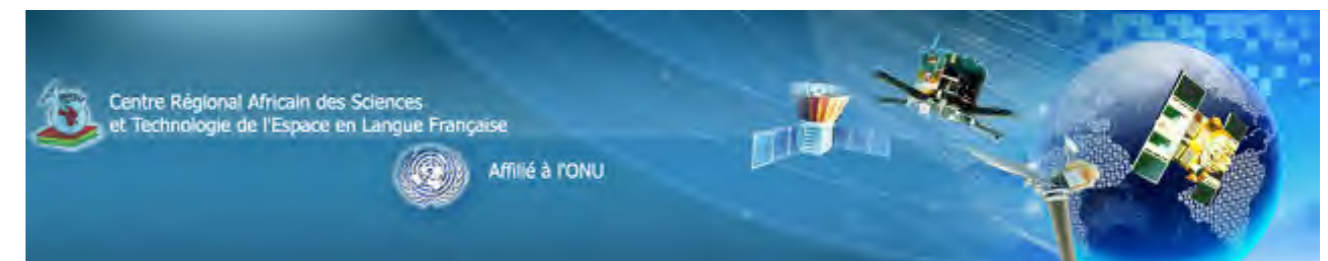 Centre Régional Africain des Sciences
et Technologie de l'Espace en Langue Française
Affilié à l'ONU